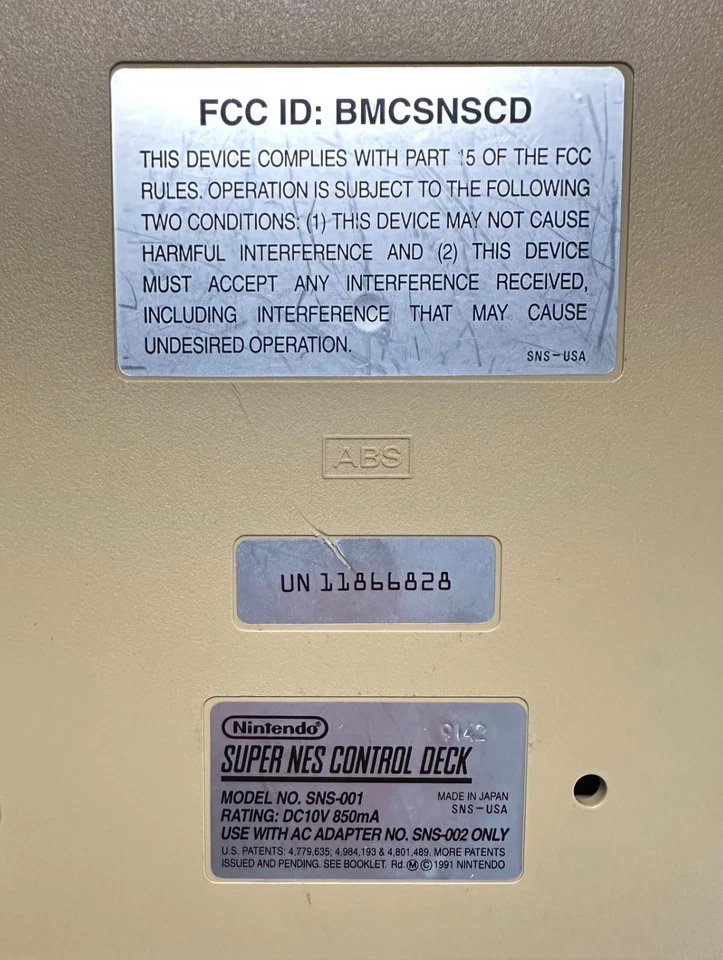 FCC ID: BMCSNSCD
THIS DEVICE COMPLIES WITH PART 15 OF THE FCC
RULES. OPERATION IS SUBJECT TO THE FOLLOWING
TWO CONDITIONS: (1) THIS DEVICE MAY NOT CAUSE
HARMFUL INTERFERENCE AND (2) THIS DEVICE
MUST ACCEPT ANY INTERFERENCE RECEIVED,
INCLUDING INTERFERENCE THAT MAY CAUSE
UNDESIRED OPERATION.
SNS-USA
ABS
UN 11866828
Nintendo®
9142
SUPER NES CONTROL DECK
MODEL NO. SNS-001
MADE IN JAPAN
SNS-USA
RATING: DC10V 850mA
USE WITH AC ADAPTER NO. SNS-002 ONLY
U.S. PATENTS: 4,779,635; 4,984,193 & 4,801,489. MORE PATENTS
ISSUED AND PENDING. SEE BOOKLET. Rd. Ⓜ ©1991 NINTENDO